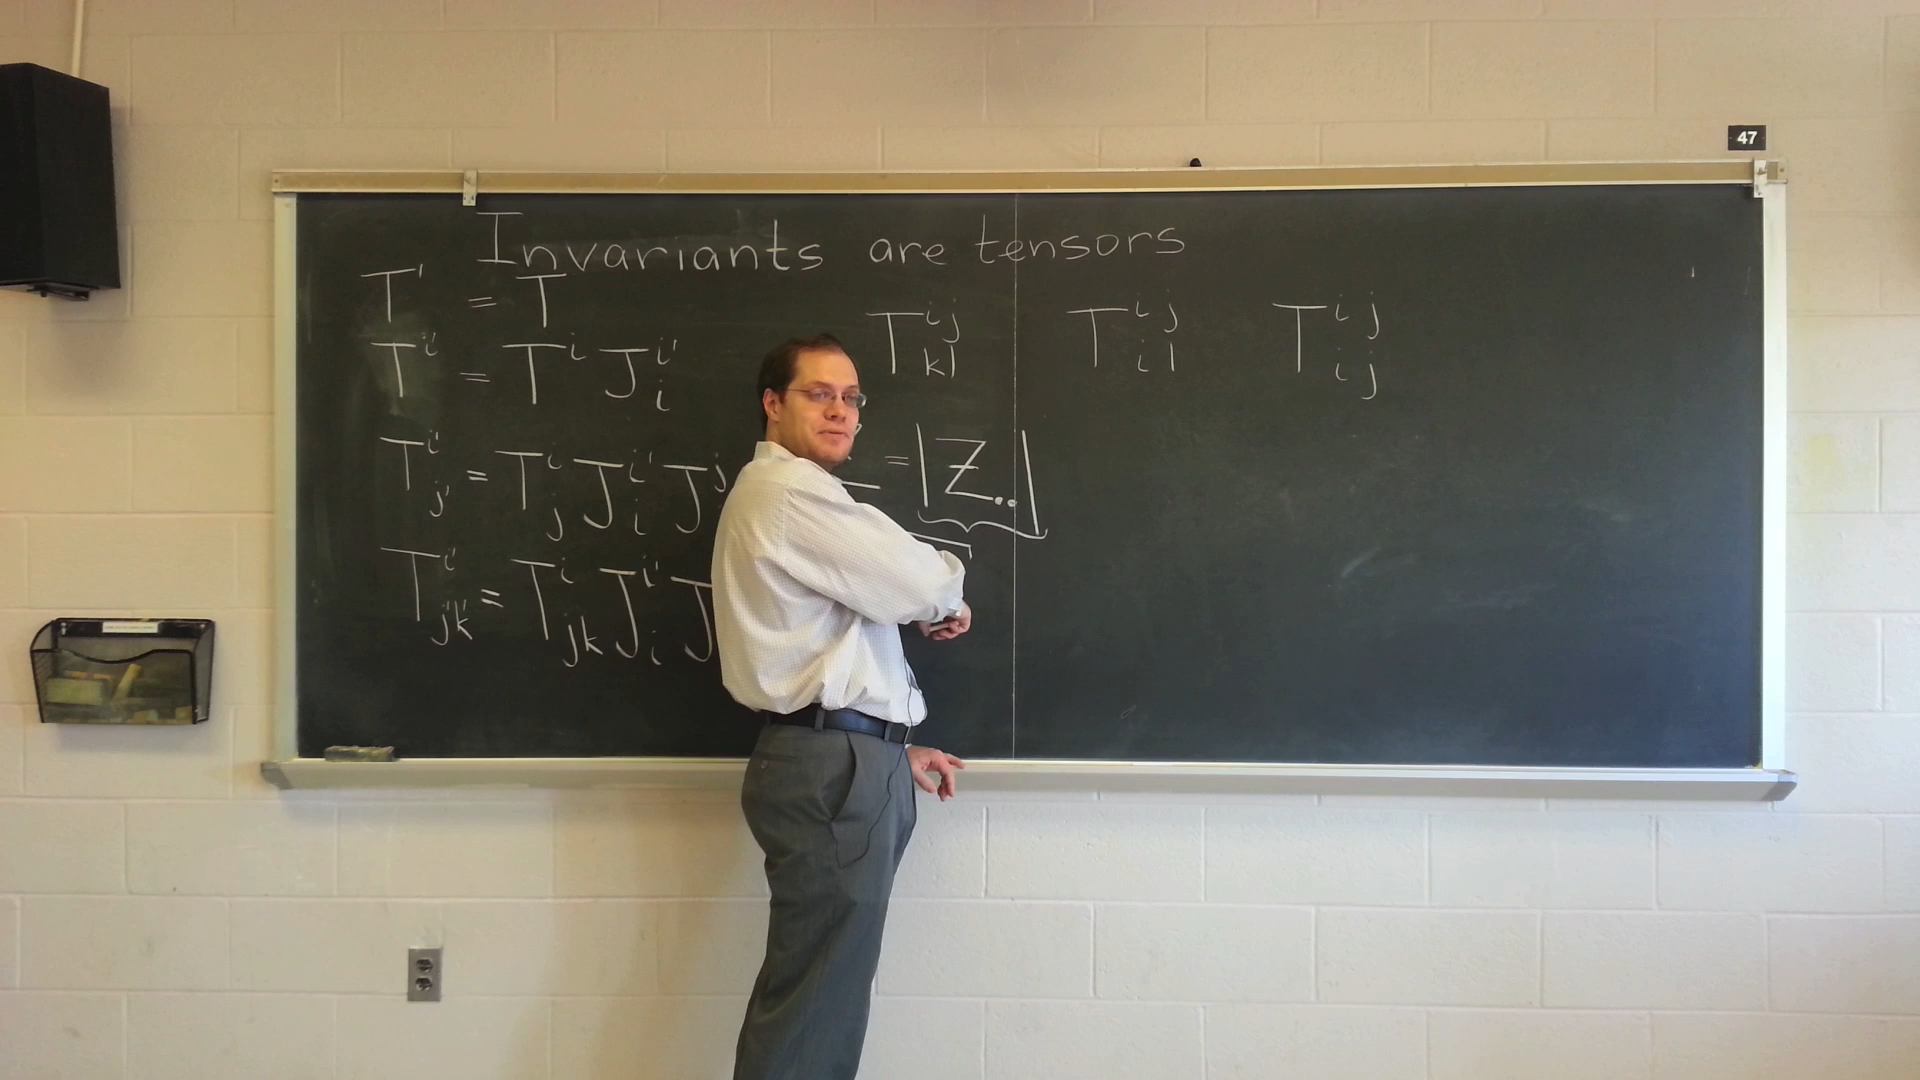 47
Invariants are tensors
T' = T
T^{i'} = T^i J^{i'}_i
T^{ij}_{kl} T^{ij}_{il} T^{ij}_{ij}
T^{i'}_{j'} = T^i_j J^{i'}_i J^j
= |Z..|
T^{i'}_{j'k'} = T^i_{jk} J^{i'}_i J